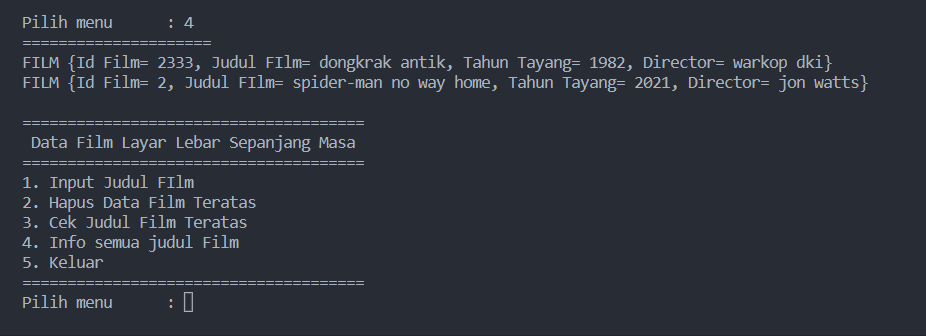 Pilih menu      : 4
=====================
FILM {Id Film= 2333, Judul FIlm= dongkrak antik, Tahun Tayang= 1982, Director= warkop dki}
FILM {Id Film= 2, Judul FIlm= spider-man no way home, Tahun Tayang= 2021, Director= jon watts}

======================================
 Data Film Layar Lebar Sepanjang Masa
======================================
1. Input Judul FIlm
2. Hapus Data Film Teratas
3. Cek Judul Film Teratas
4. Info semua judul Film
5. Keluar
======================================
Pilih menu      :